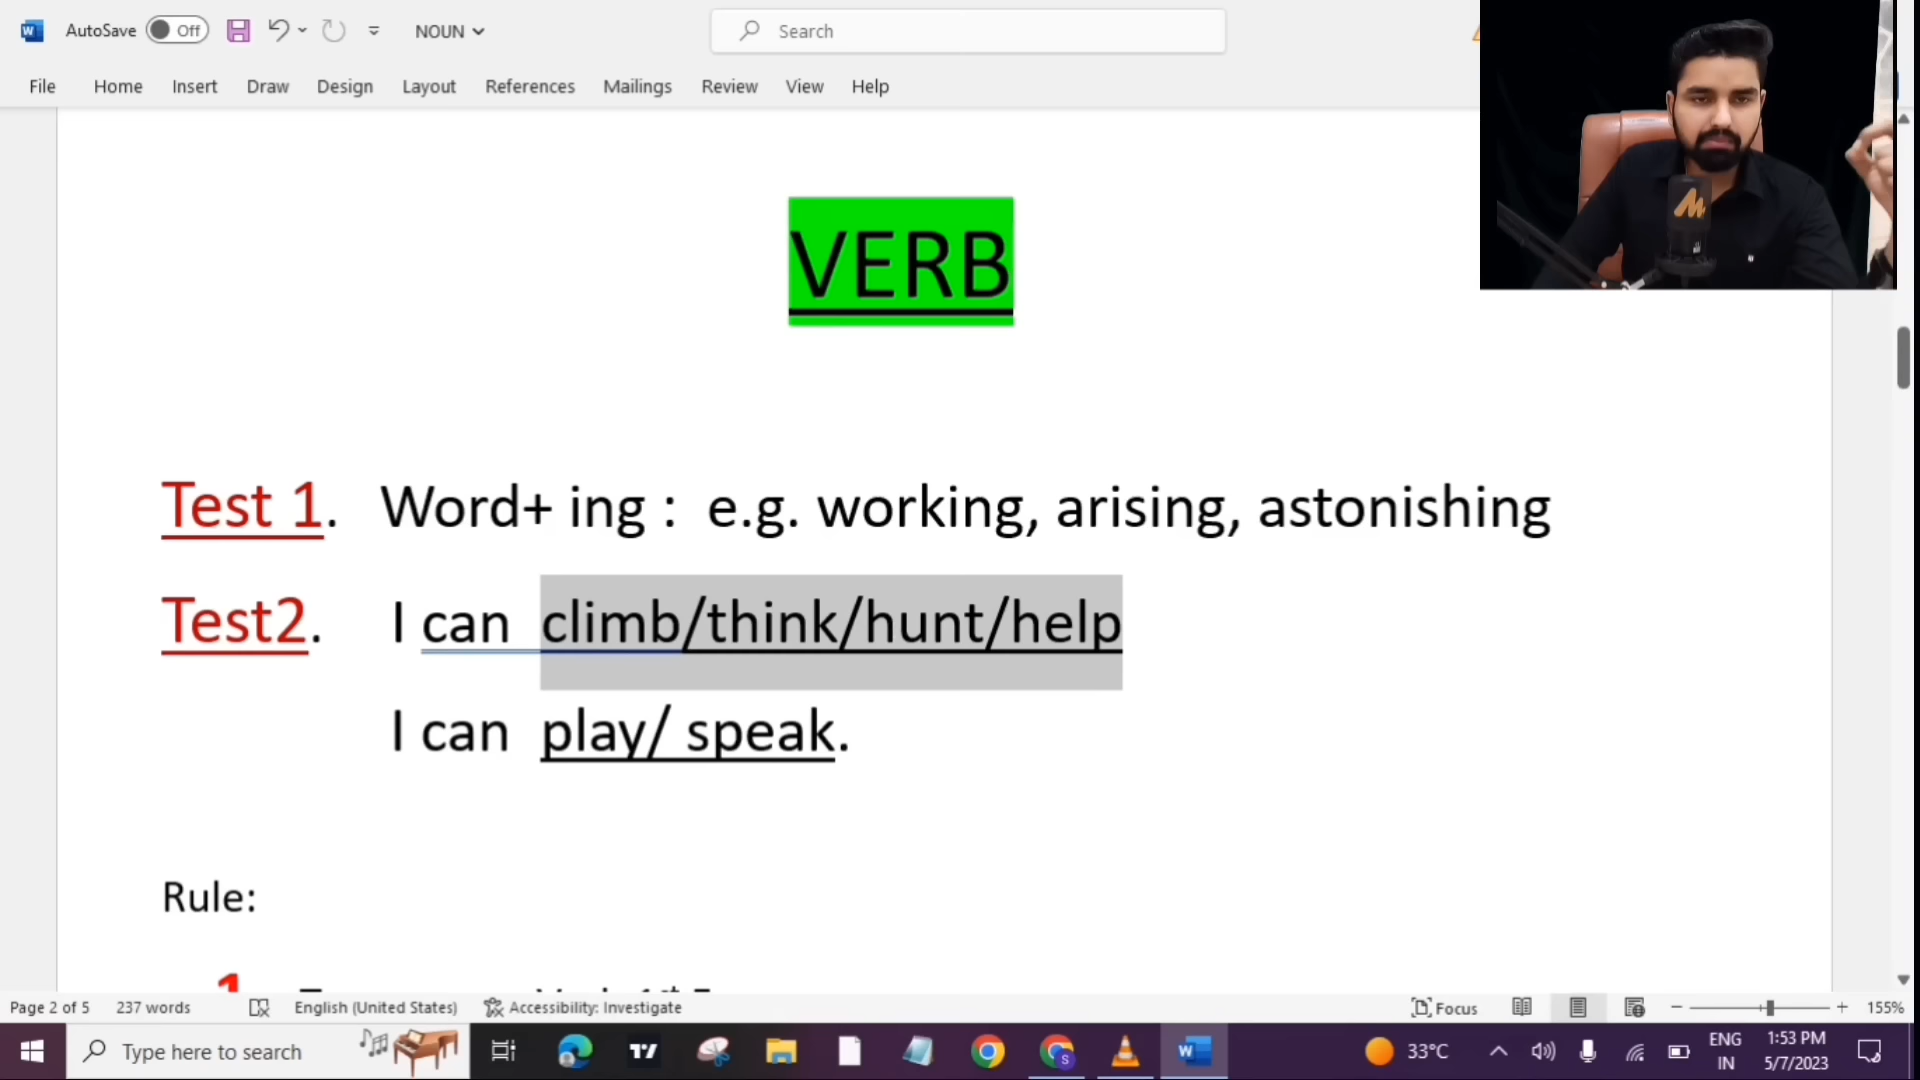 AutoSave Off NOUN Search
File Home Insert Draw Design Layout References Mailings Review View Help
VERB
Test 1. Word+ ing : e.g. working, arising, astonishing
Test2. I can climb/think/hunt/help
I can play/ speak.
Rule:
1
Page 2 of 5 237 words English (United States) Accessibility: Investigate Focus 155%
Type here to search 33°C ENG 1:53 PM
IN 5/7/2023